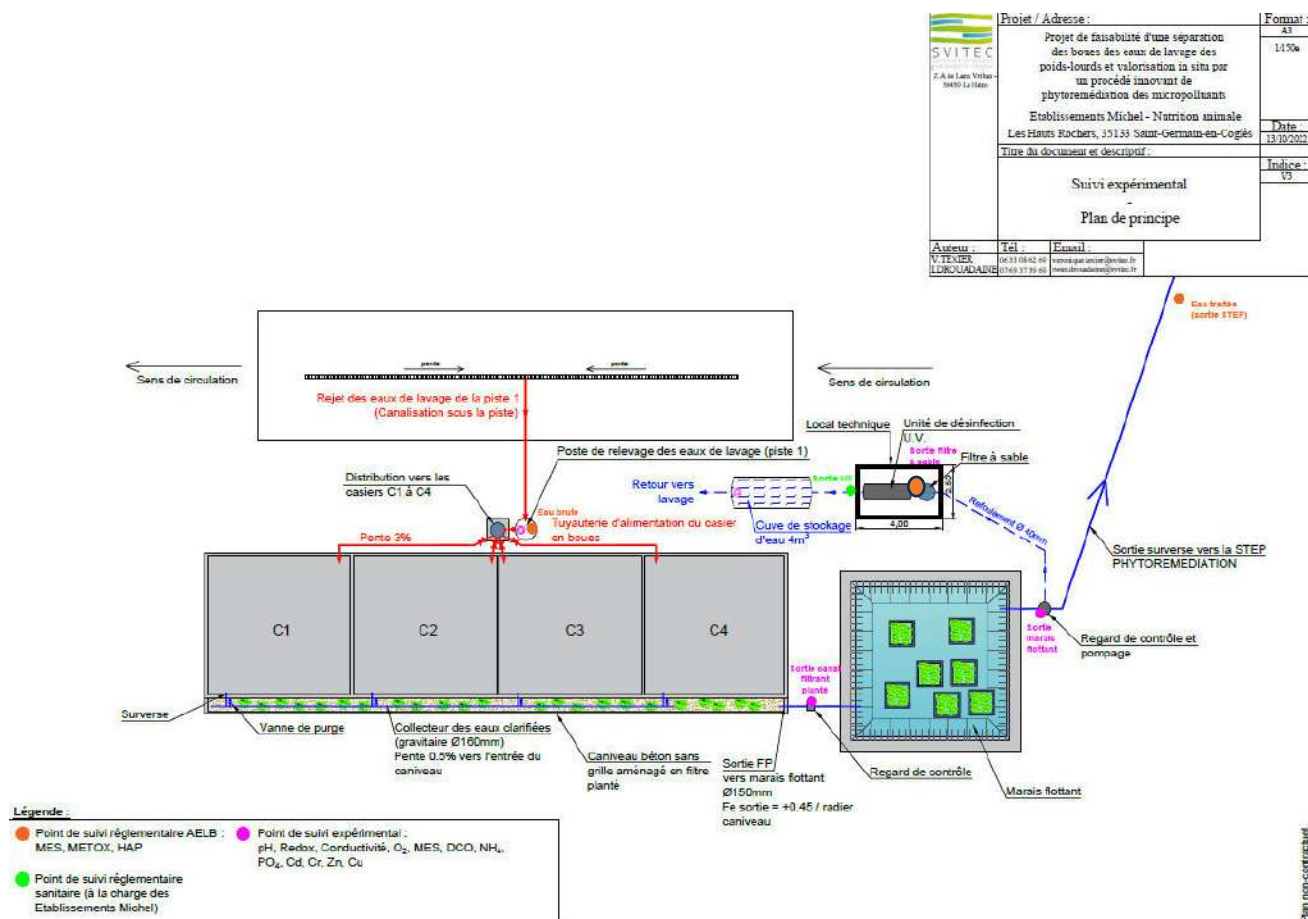 Projet / Adresse :
Format :
A3
1/150e
SVITEC
Projet de faisabilité d'une séparation
des boues des eaux de lavage des
poids-lourds et valorisation in situ par
un procédé innovant de
phytoremédiation des micropolluants
Etablissements Michel - Nutrition animale
Les Hauts Rochers, 35133 Saint-Germain-en-Coglès
Date :
13/10/2022
Titre du document et descriptif :
Indice :
V3
Suivi expérimental
-
Plan de principe
Auteur :
Tél :
Email :
V.TEXIER
I.DROUADAINE
Eau traitée
(sortie STEP)
pente
pente
Sens de circulation
Sens de circulation
Rejet des eaux de lavage de la piste 1
(Canalisation sous la piste)
Local technique
Unité de désinfection
U.V.
Sortie filtre
à sable
Filtre à sable
Poste de relevage des eaux de lavage (piste 1)
Distribution vers les
casiers C1 à C4
Retour vers
lavage
Sortie UV
2,60
4,00
Refoulement Ø 40mm
Eau brute
Tuyauterie d'alimentation du casier
en boues
Cuve de stockage
d'eau 4m³
Pente 3%
Sortie surverse vers la STEP
PHYTOREMEDIATION
C1
C2
C3
C4
Sortie
marais
flottant
Regard de contrôle et
pompage
Sortie canal
filtrant
planté
Surverse
Vanne de purge
Collecteur des eaux clarifiées
(gravitaire Ø160mm)
Pente 0.5% vers l'entrée du
caniveau
Caniveau béton sans
grille aménagé en filtre
planté
Sortie FP
vers marais flottant
Ø150mm
Fe sortie = +0.45 / radier
caniveau
Regard de contrôle
Marais flottant
Légende :
Point de suivi réglementaire AELB :
MES, METOX, HAP
Point de suivi expérimental :
pH, Redox, Conductivité, O₂, MES, DCO, NH₄,
PO₄, Cd, Cr, Zn, Cu
Point de suivi réglementaire
sanitaire (à la charge des
Etablissements Michel)
Plan non-contractuel